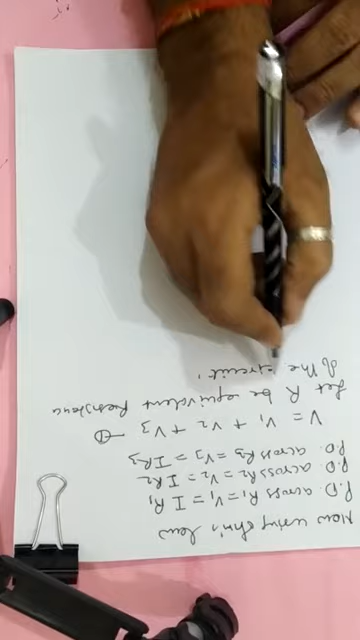 Now using ohm's law
P.D across R1 = V1 = I R1
P.D across R2 = V2 = I R2
P.D. across R3 = V3 = I R3
V = V1 + V2 + V3 → ①
Let R be equivalent Resistance
of the circuit.